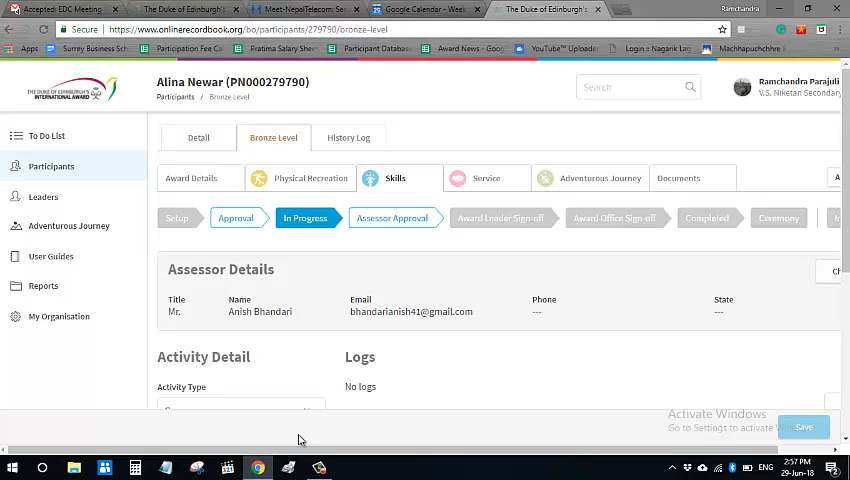 Accepted: EDC Meeting
The Duke of Edinburgh's
Meet-NepalTelecom: Ser
Google Calendar - Week
The Duke of Edinburgh's
Ramchandra
Secure
https://www.onlinerecordbook.org/bo/participants/279790/bronze-level
Apps
Surrey Business Sch
Participation Fee Ca
Pratima Salary Shee
Participant Database
Award News - Goog
YouTube™ Uploader
Login :: Nagarik Lag
Machhapuchchhre
THE DUKE OF EDINBURGH'S
INTERNATIONAL AWARD
Alina Newar (PN000279790)
Participants / Bronze Level
Search
Ramchandra Parajuli
V.S. Niketan Secondary
To Do List
Participants
Leaders
Adventurous Journey
User Guides
Reports
My Organisation
Detail
Bronze Level
History Log
Award Details
Physical Recreation
Skills
Service
Adventurous Journey
Documents
A
Setup
Approval
In Progress
Assessor Approval
Award Leader Sign-off
Award Office Sign-off
Completed
Ceremony
Assessor Details
Ch
Title
Name
Email
Phone
State
Mr.
Anish Bhandari
bhandarianish41@gmail.com
---
---
Activity Detail
Logs
Activity Type
No logs
Activate Windows
Go to Settings to activate
Save
ENG
2:57 PM
29-Jun-18
2